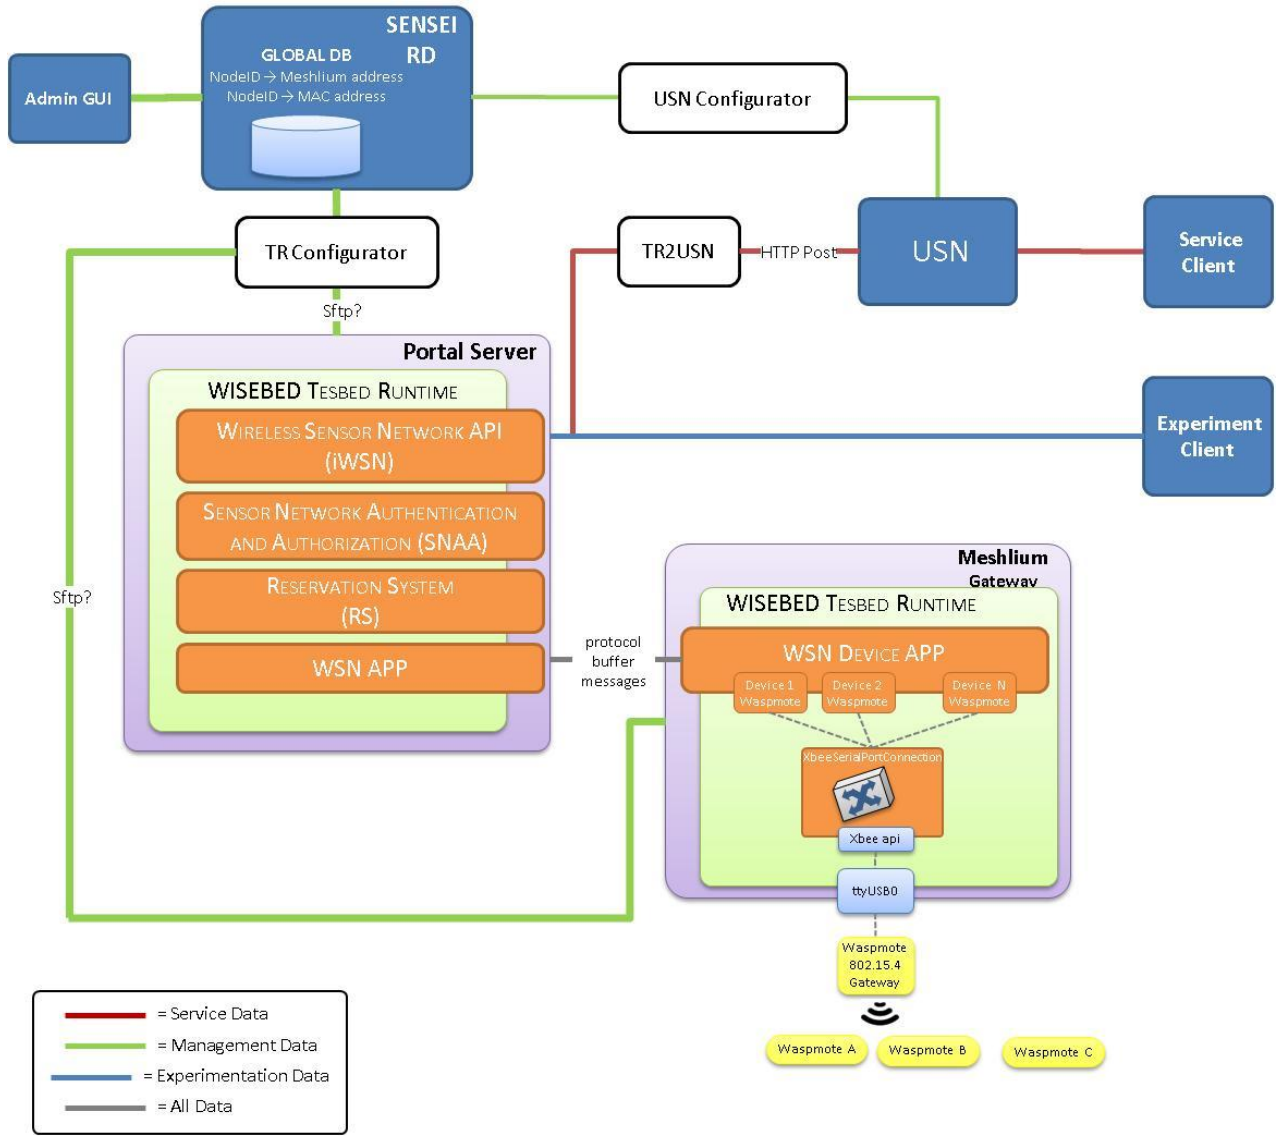 SENSEI
RD
GLOBAL DB
NodeID → Meshlium address
NodeID → MAC address
Admin GUI
USN Configurator
TR Configurator
TR2USN
HTTP Post
USN
Service
Client
Sftp?
Portal Server
WISEBED TESBED RUNTIME
WIRELESS SENSOR NETWORK API
(iWSN)
SENSOR NETWORK AUTHENTICATION
AND AUTHORIZATION (SNAA)
RESERVATION SYSTEM
(RS)
WSN APP
Experiment
Client
Sftp?
protocol
buffer
messages
Meshlium
Gateway
WISEBED TESBED RUNTIME
WSN DEVICE APP
Device 1
Waspmote
Device 2
Waspmote
Device N
Waspmote
XbeeSerialPortConnection
Xbee api
ttyUSB0
Waspmote
802.15.4
Gateway
Waspmote A
Waspmote B
Waspmote C
= Service Data
= Management Data
= Experimentation Data
= All Data